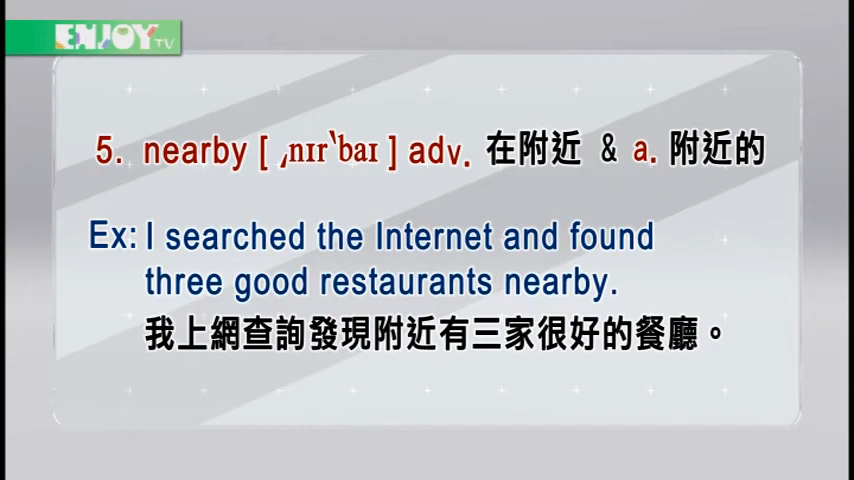 ENJOY TV
5. nearby [ ˏnɪrˋbaɪ ] adv. 在附近 & a. 附近的
Ex: I searched the Internet and found
three good restaurants nearby.
我上網查詢發現附近有三家很好的餐廳。